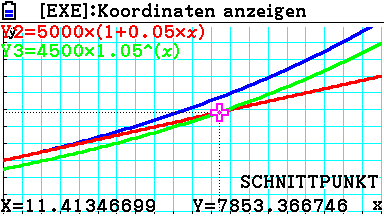 [EXE]:Koordinaten anzeigen
y
Y2=5000×(1+0.05×x)
Y3=4500×1.05^(x)
SCHNITTPUNKT
X=11.41346699 Y=7853.366746 x